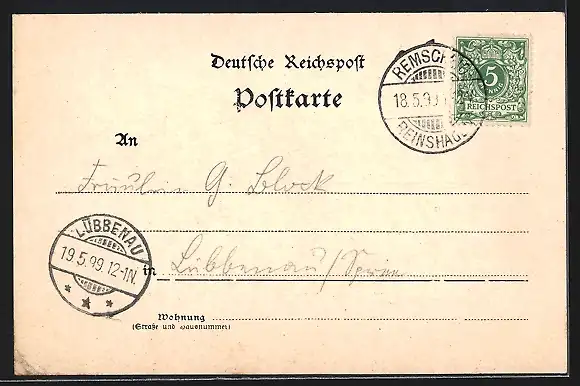 Deutsche Reichspost
Postkarte
REMSCHEID
18.5.99
REINSHAGEN
5
REICHSPOST
An
Fräulein G. Block
LÜBBENAU
19.5.99.12-1N.
in Lübbenau/Spree
Wohnung
(Straße und Hausnummer)